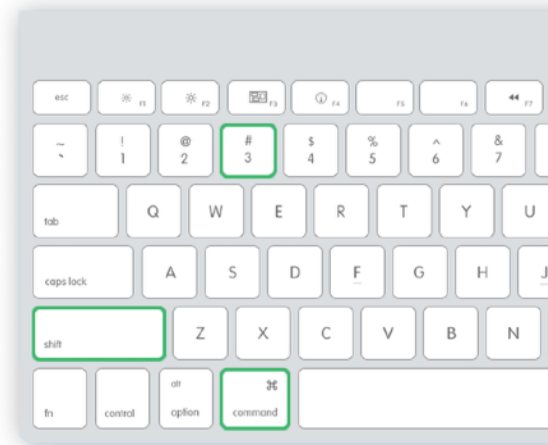 esc F1 F2 F3 F4 F5 F6 F7
~ ! @ # $ % ^ &
` 1 2 3 4 5 6 7
tab Q W E R T Y U
caps lock A S D F G H J
shift Z X C V B N
alt ⌘
fn control option command